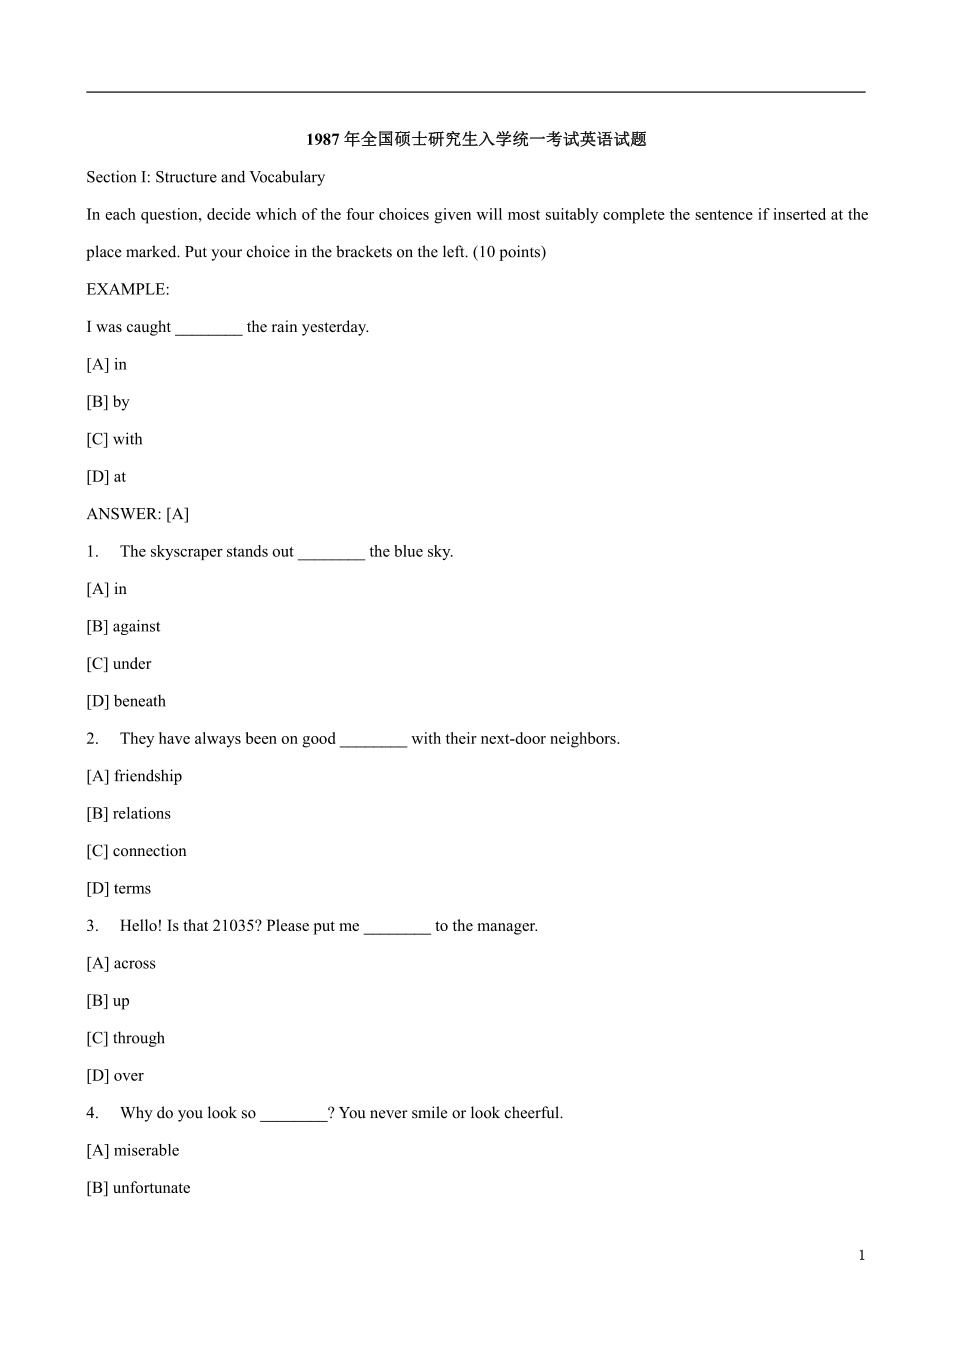 1987 年全国硕士研究生入学统一考试英语试题
Section I: Structure and Vocabulary
In each question, decide which of the four choices given will most suitably complete the sentence if inserted at the
place marked. Put your choice in the brackets on the left. (10 points)
EXAMPLE:
I was caught ________ the rain yesterday.
[A] in
[B] by
[C] with
[D] at
ANSWER: [A]
1. The skyscraper stands out ________ the blue sky.
[A] in
[B] against
[C] under
[D] beneath
2. They have always been on good ________ with their next-door neighbors.
[A] friendship
[B] relations
[C] connection
[D] terms
3. Hello! Is that 21035? Please put me ________ to the manager.
[A] across
[B] up
[C] through
[D] over
4. Why do you look so ________? You never smile or look cheerful.
[A] miserable
[B] unfortunate
1